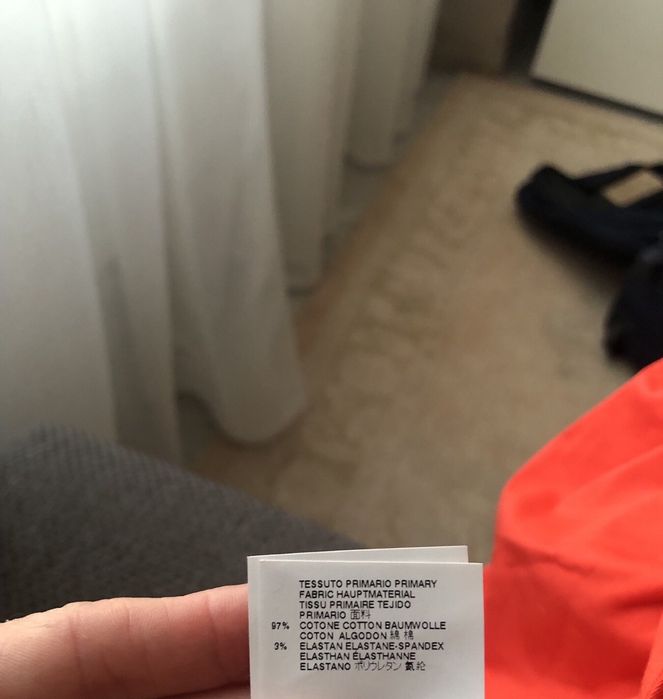 TESSUTO PRIMARIO PRIMARY
FABRIC HAUPTMATERIAL
TISSU PRIMAIRE TEJIDO
PRIMARIO 面料
97% COTONE COTTON BAUMWOLLE
COTON ALGODON 綿 棉
3% ELASTAN ELASTANE-SPANDEX
ELASTHAN ÉLASTHANNE
ELASTANO ポリウレタン 氨纶